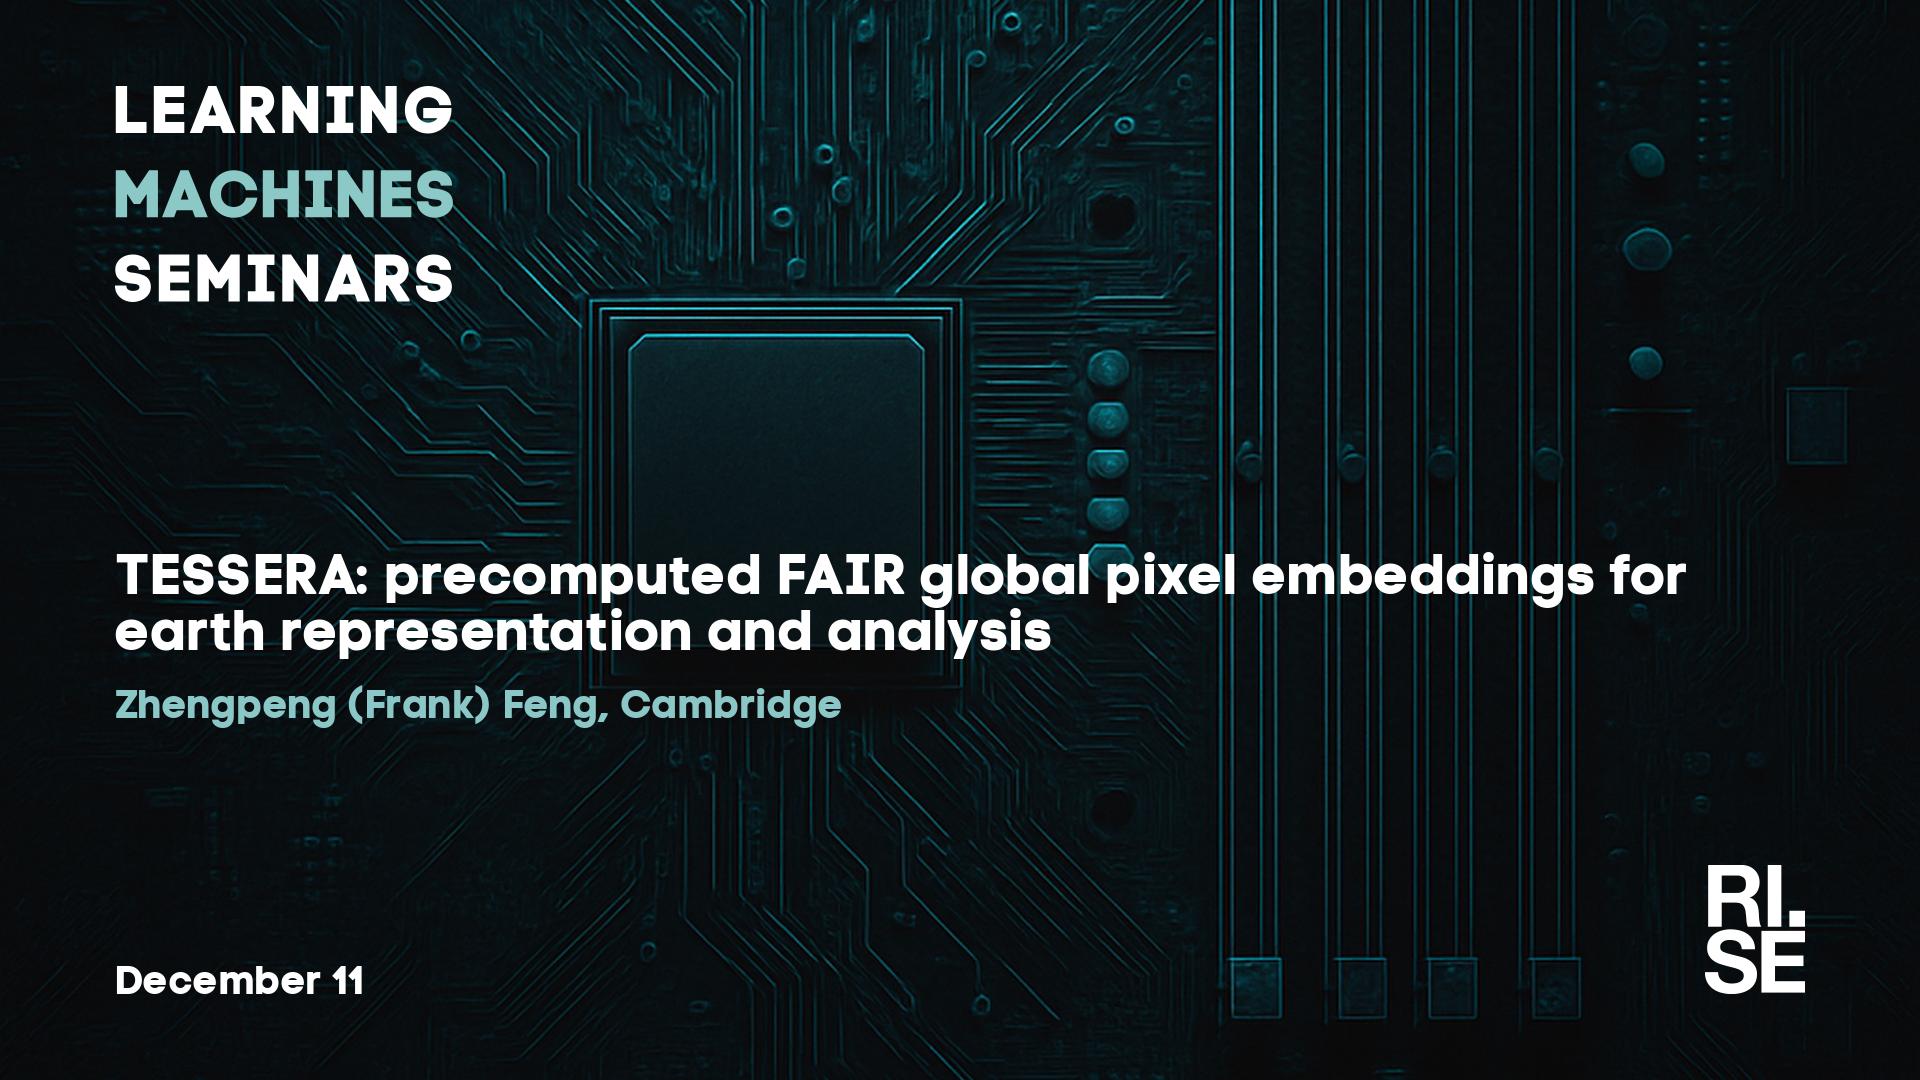 LEARNING
MACHINES
SEMINARS
TESSERA: precomputed FAIR global pixel embeddings for
earth representation and analysis
Zhengpeng (Frank) Feng, Cambridge
December 11
RI.
SE